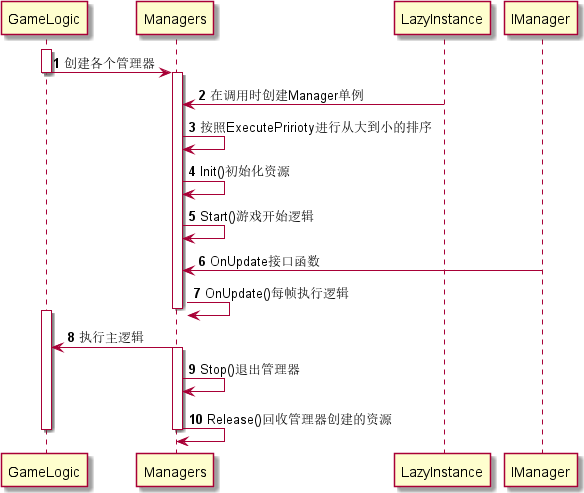 GameLogic Managers LazyInstance IManager
1 创建各个管理器
2 在调用时创建Manager单例
3 按照ExecutePririoty进行从大到小的排序
4 Init()初始化资源
5 Start()游戏开始逻辑
6 OnUpdate接口函数
7 OnUpdate()每帧执行逻辑
8 执行主逻辑
9 Stop()退出管理器
10 Release()回收管理器创建的资源
GameLogic Managers LazyInstance IManager